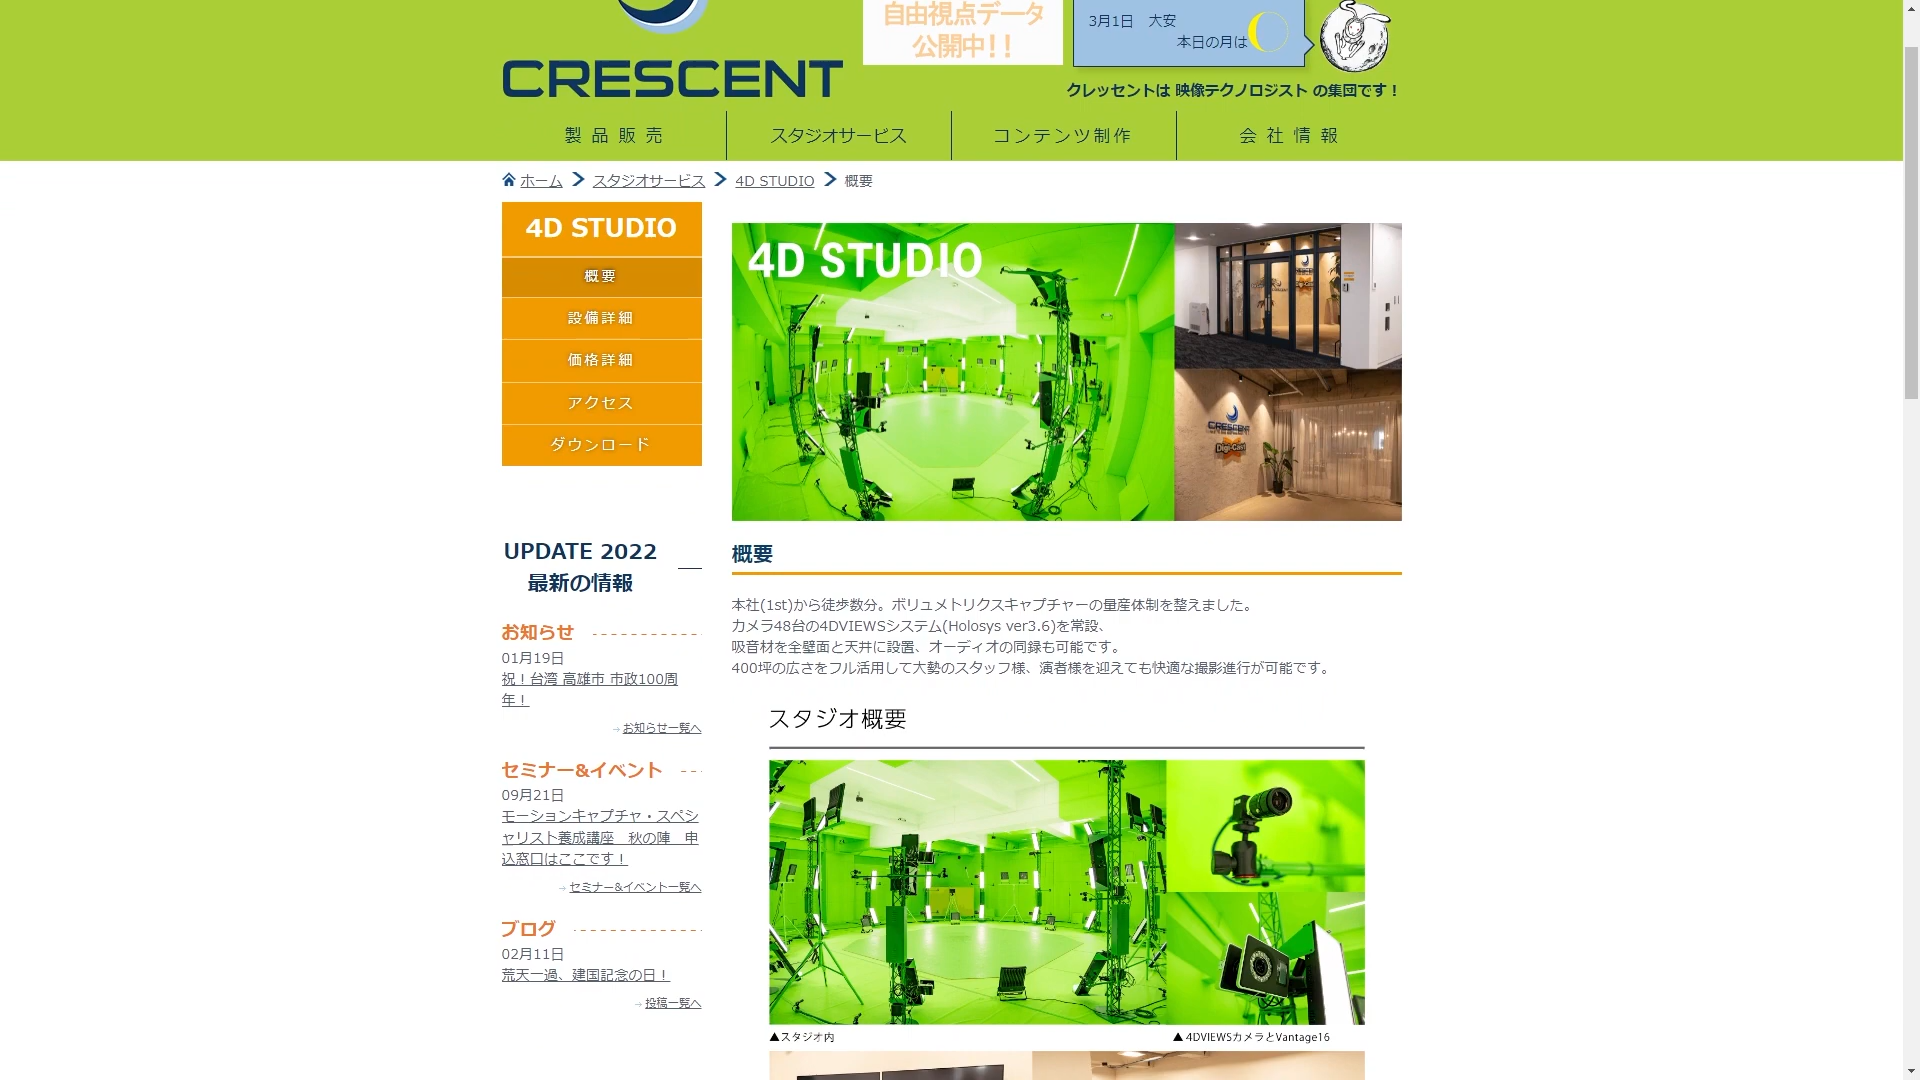 自由視点データ
公開中!!
3月1日　大安
本日の月は
CRESCENT
クレッセントは 映像テクノロジスト の集団です！
製品販売
スタジオサービス
コンテンツ制作
会社情報
ホーム
スタジオサービス
4D STUDIO
概要
4D STUDIO
概要
設備詳細
価格詳細
アクセス
ダウンロード
4D STUDIO
CRESCENT
Digi-Cast
UPDATE 2022
最新の情報
お知らせ
01月19日
祝！台湾 高雄市 市政100周
年！
→お知らせ一覧へ
セミナー&イベント
09月21日
モーションキャプチャ・スペシ
ャリスト養成講座　秋の陣　申
込窓口はここです！
→セミナー&イベント一覧へ
ブログ
02月11日
荒天一過、建国記念の日！
→投稿一覧へ
概要
本社(1st)から徒歩数分。ボリュメトリクスキャプチャーの量産体制を整えました。
カメラ48台の4DVIEWSシステム(Holosys ver3.6)を常設、
吸音材を全壁面と天井に設置、オーディオの同録も可能です。
400坪の広さをフル活用して大勢のスタッフ様、演者様を迎えても快適な撮影進行が可能です。
スタジオ概要
▲スタジオ内
▲4DVIEWSカメラとVantage16